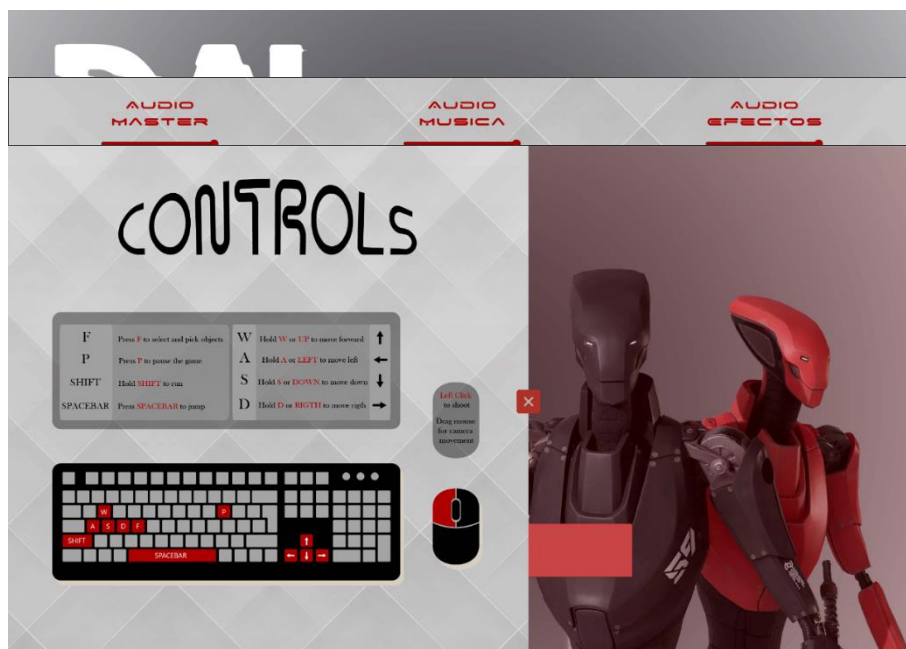 AUDIO
MASTER
AUDIO
MUSICA
AUDIO
EFECTOS
CONTROLS
F Press F to select and pick objects
P Press P to pause the game
SHIFT Hold SHIFT to run
SPACEBAR Press SPACEBAR to jump
W Hold W or UP to move forward ↑
A Hold A or LEFT to move left ←
S Hold S or DOWN to move down ↓
D Hold D or RIGTH to move rigth →
Left Click
to shoot
Drag mouse
for camera
movement
W P
A S D F
SHIFT
↑
SPACEBAR ← ↓ →